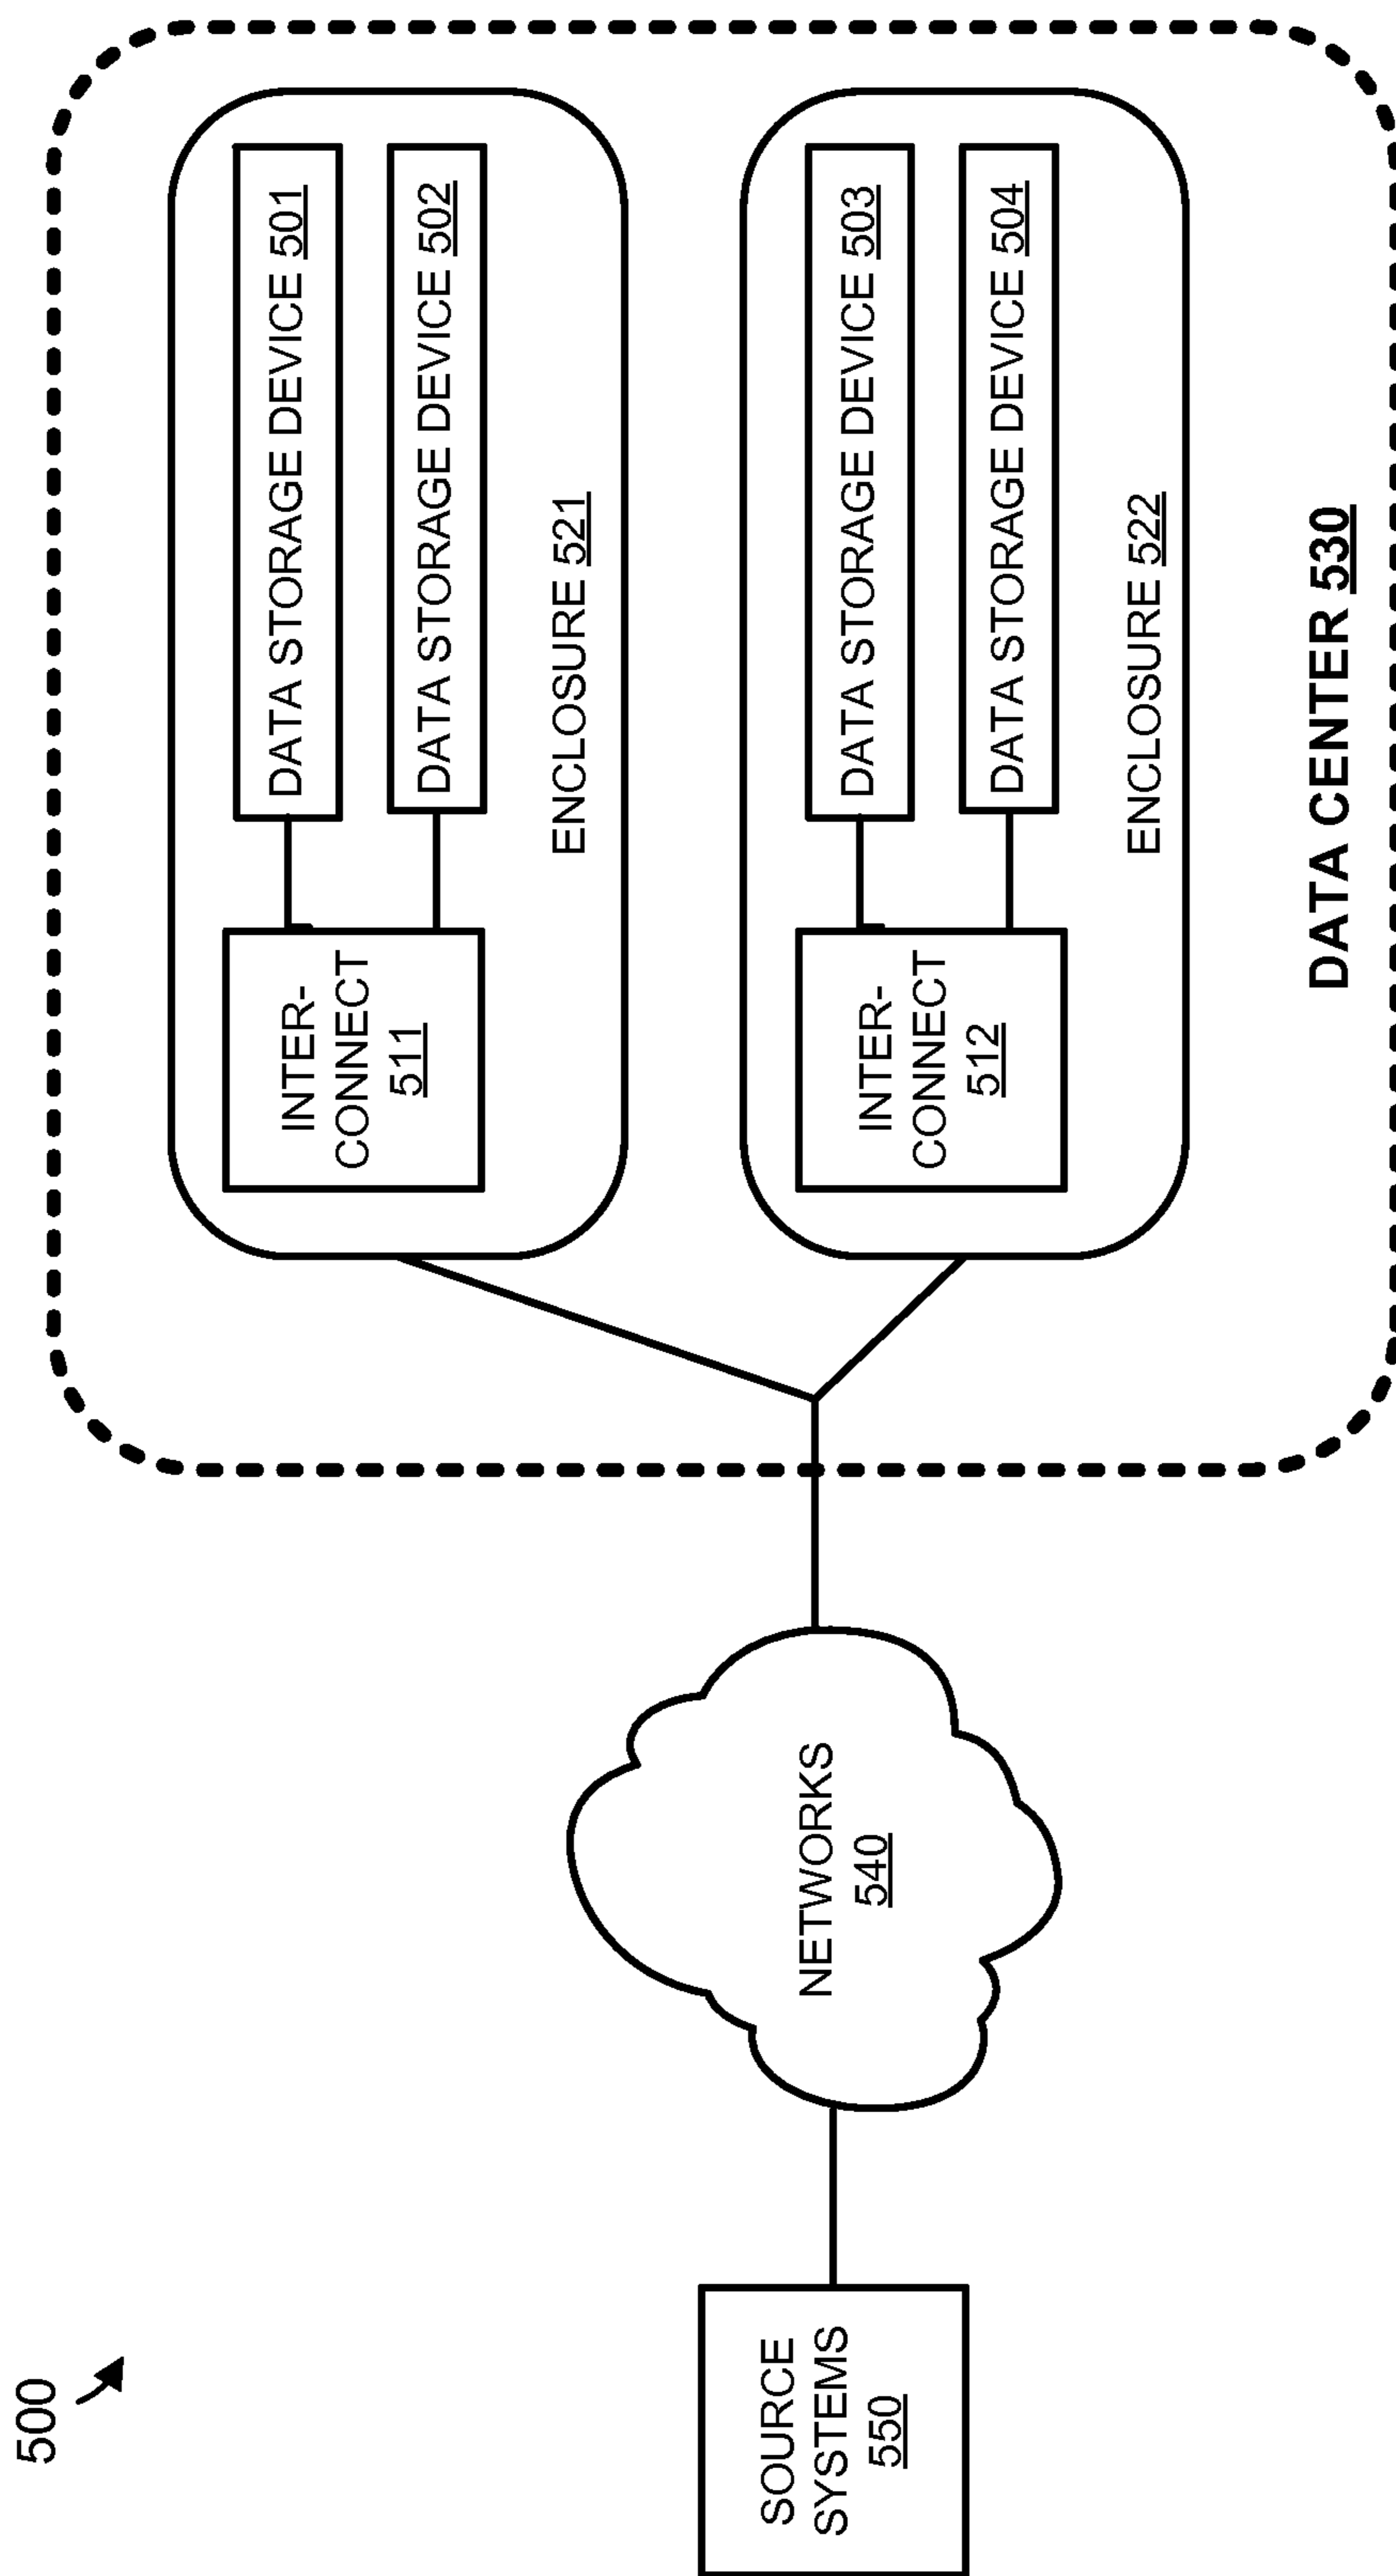 500
SOURCE
SYSTEMS
550
NETWORKS
540
INTER-
CONNECT
511
DATA STORAGE DEVICE 501
DATA STORAGE DEVICE 502
ENCLOSURE 521
INTER-
CONNECT
512
DATA STORAGE DEVICE 503
DATA STORAGE DEVICE 504
ENCLOSURE 522
DATA CENTER 530